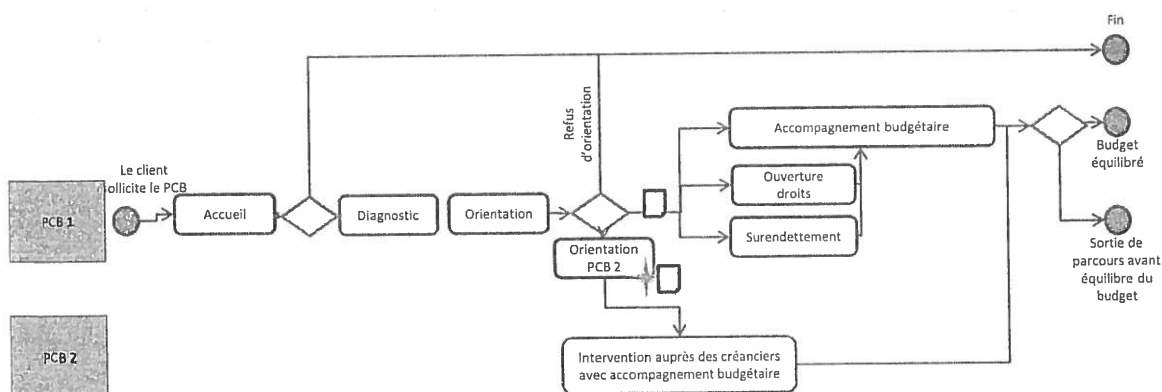 Fin
Refus
d'orientation
Accompagnement budgétaire
Budget
équilibré
Le client
sollicite le PCB
Ouverture
droits
PCB 1
Accueil
Diagnostic
Orientation
Surendettement
Orientation
PCB 2
Sortie de
parcours avant
équilibre du
budget
PCB 2
Intervention auprès des créanciers
avec accompagnement budgétaire